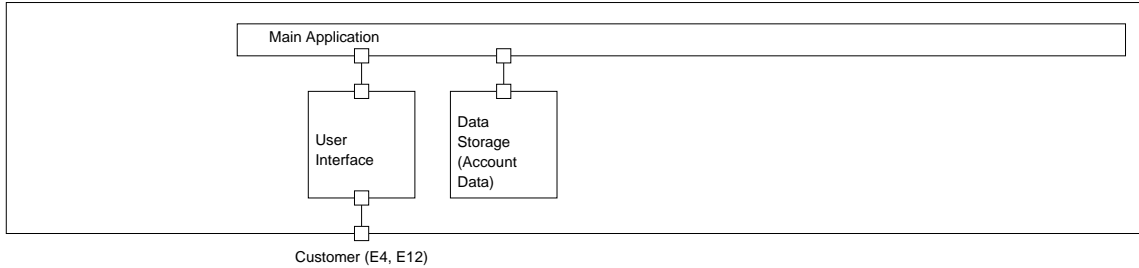 Main Application
User
Interface
Data
Storage
(Account
Data)
Customer (E4, E12)